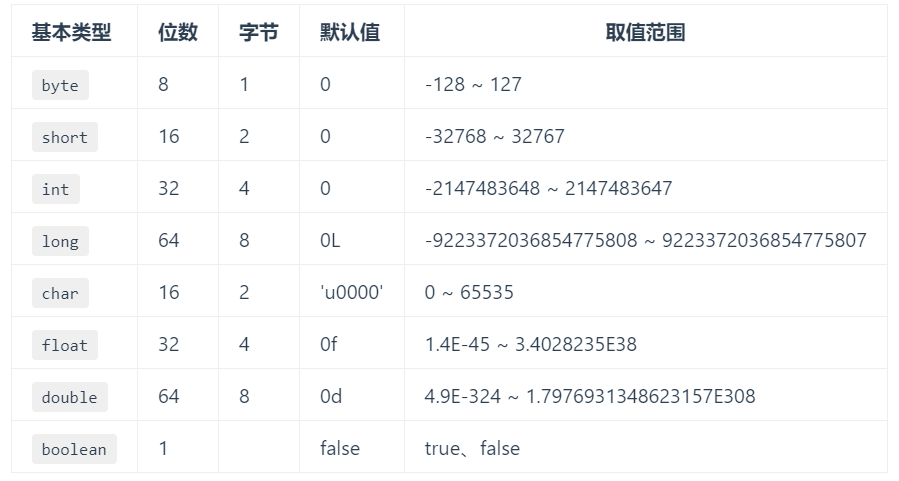 基本类型 位数 字节 默认值 取值范围
byte 8 1 0 -128 ~ 127
short 16 2 0 -32768 ~ 32767
int 32 4 0 -2147483648 ~ 2147483647
long 64 8 0L -9223372036854775808 ~ 9223372036854775807
char 16 2 'u0000' 0 ~ 65535
float 32 4 0f 1.4E-45 ~ 3.4028235E38
double 64 8 0d 4.9E-324 ~ 1.7976931348623157E308
boolean 1 false true、false